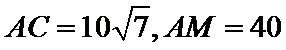 AC = 10√7, AM = 40